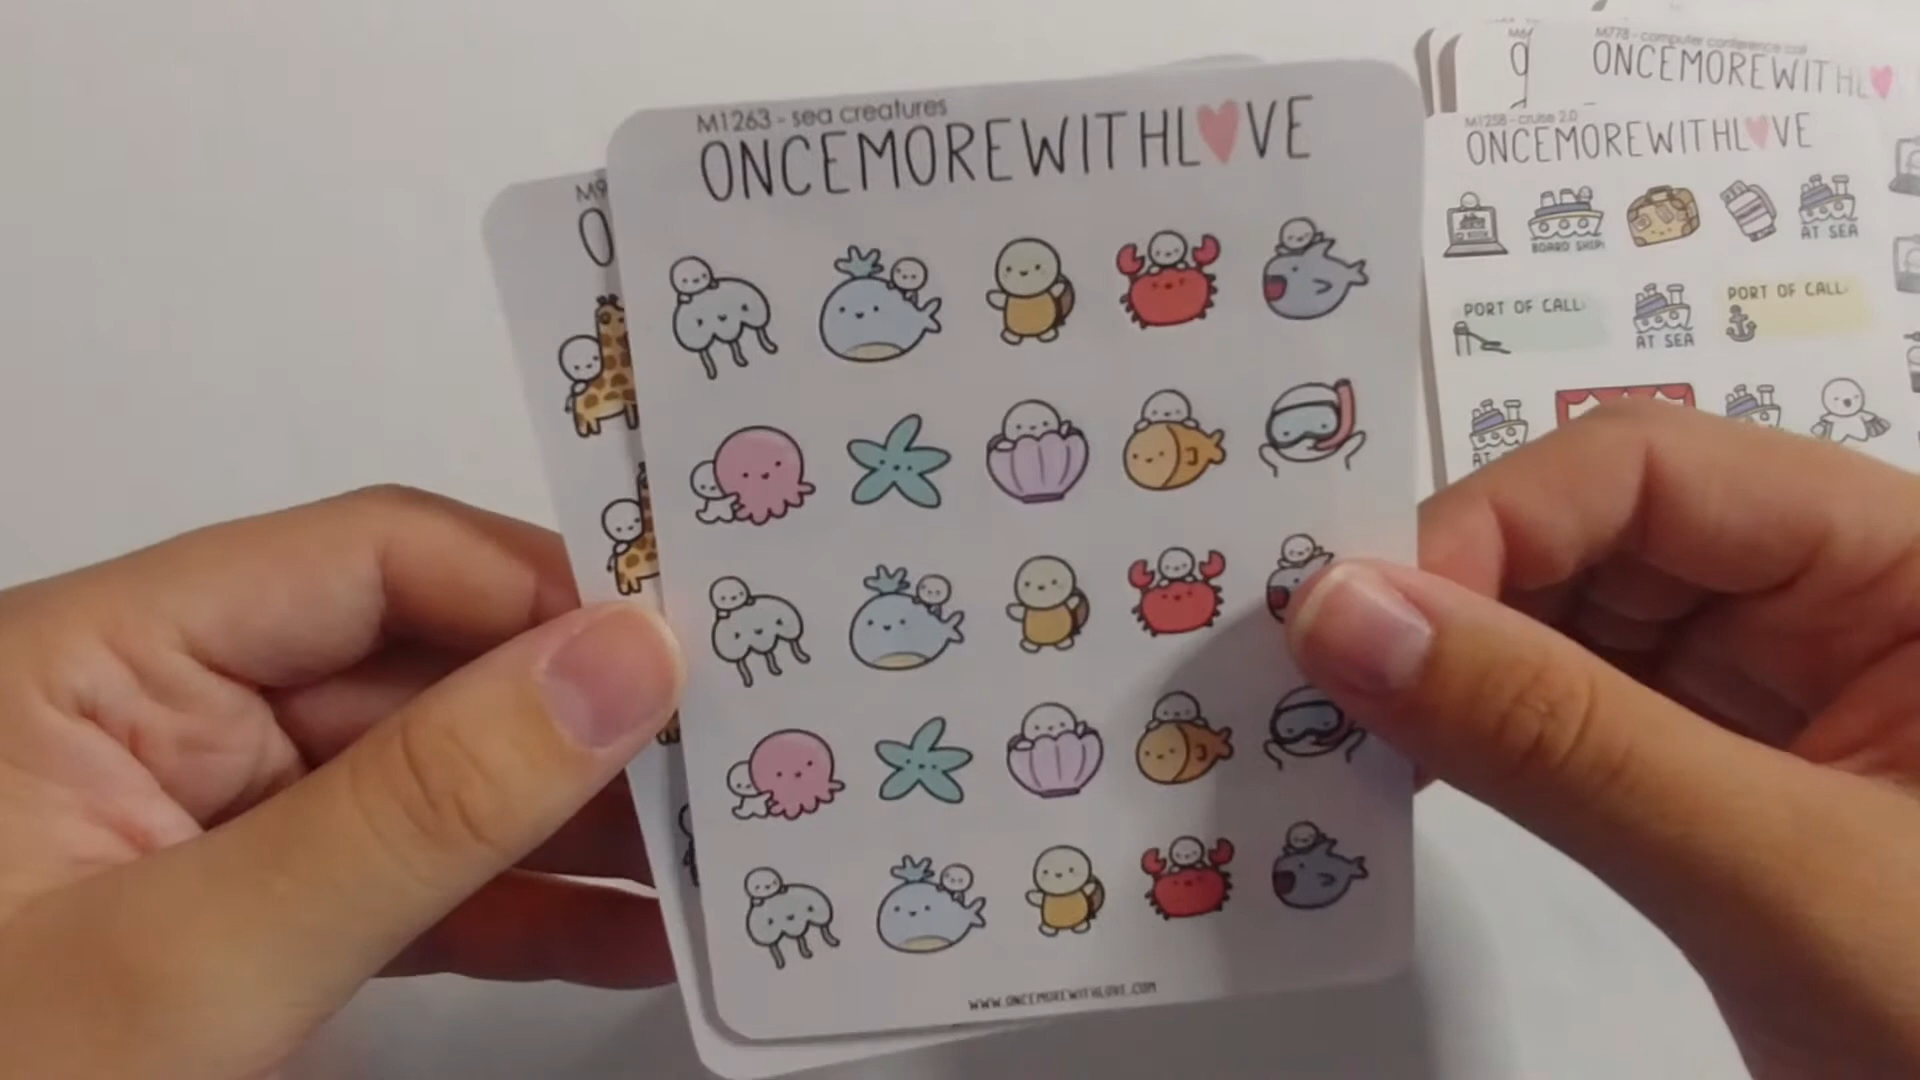 M1263 - sea creatures
ONCEMOREWITHLOVE
WWW.ONCEMOREWITHLOVE.COM
M9
O
M778 - computer conference call
ONCEMOREWITHLOVE
M1258 - cruise 2.0
ONCEMOREWITHLOVE
BOARD SHIP!
AT SEA
PORT OF CALL:
AT SEA
PORT OF CALL: